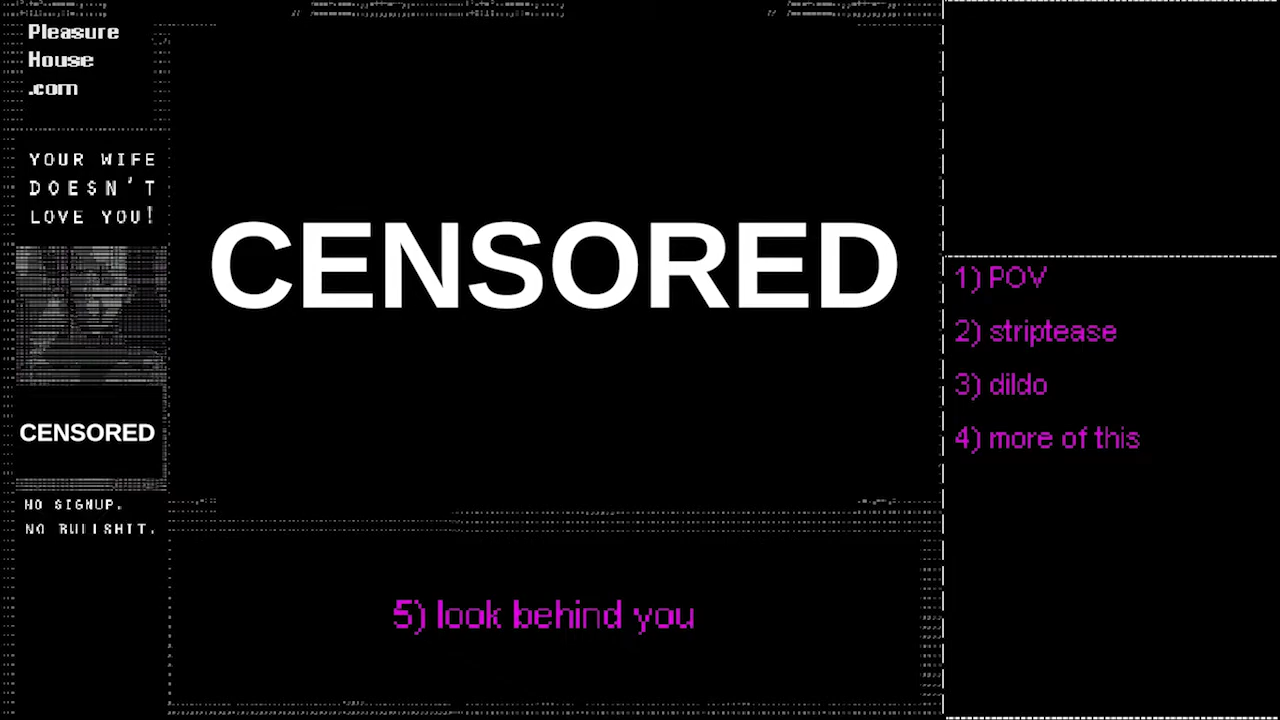 Pleasure
House
.com
YOUR WIFE
DOESN'T
LOVE YOU!
CENSORED
NO SIGNUP.
NO BULLSHIT.
CENSORED
5) look behind you
1) POV
2) striptease
3) dildo
4) more of this